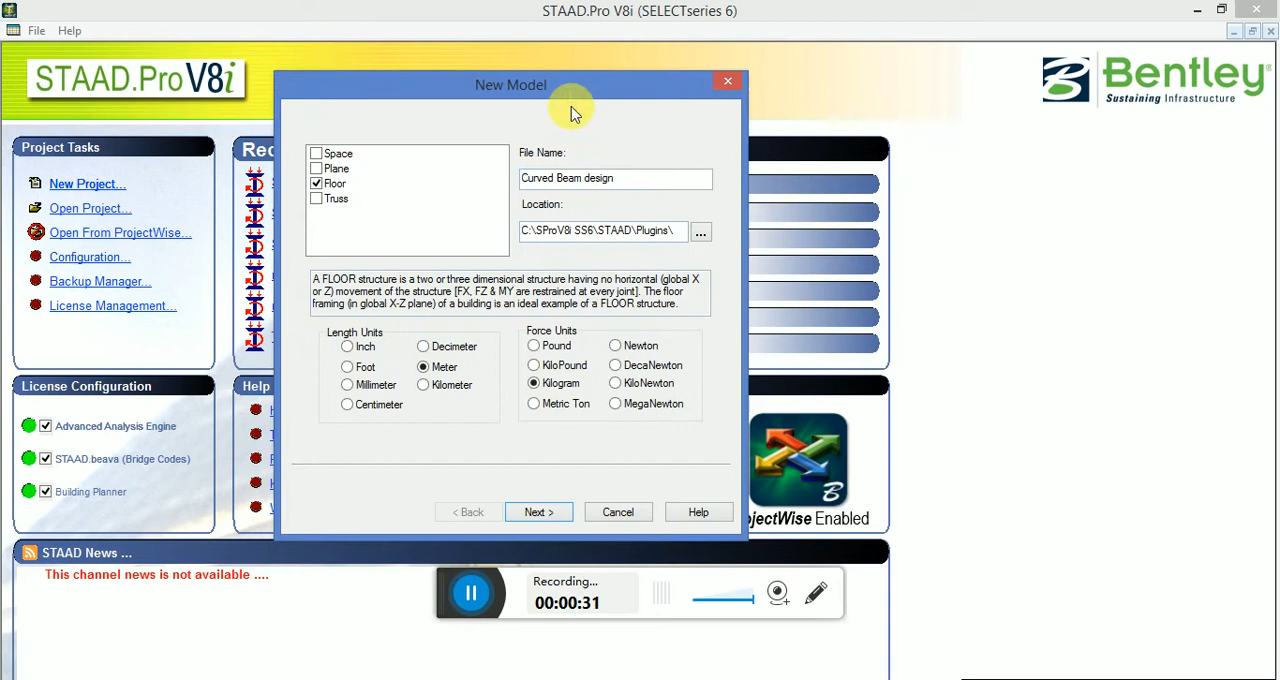 STAAD.Pro V8i (SELECTseries 6)
File Help
STAAD.Pro V8i
Bentley
Sustaining Infrastructure
New Model
Project Tasks
New Project...
Open Project...
Open From ProjectWise...
Configuration...
Backup Manager...
License Management...
Rec
Space
Plane
Floor
Truss
File Name:
Curved Beam design
Location:
C:\SProV8i SS6\STAAD\Plugins\
...
A FLOOR structure is a two or three dimensional structure having no horizontal (global X
or Z) movement of the structure [FX, FZ & MY are restrained at every joint]. The floor
framing (in global X-Z plane) of a building is an ideal example of a FLOOR structure.
Length Units
Inch
Decimeter
Foot
Meter
Millimeter
Kilometer
Centimeter
Force Units
Pound
Newton
KiloPound
DecaNewton
Kilogram
KiloNewton
Metric Ton
MegaNewton
< Back
Next >
Cancel
Help
License Configuration
Advanced Analysis Engine
STAAD.beava (Bridge Codes)
Building Planner
Help
ojectWise Enabled
STAAD News ...
This channel news is not available ....
Recording...
00:00:31